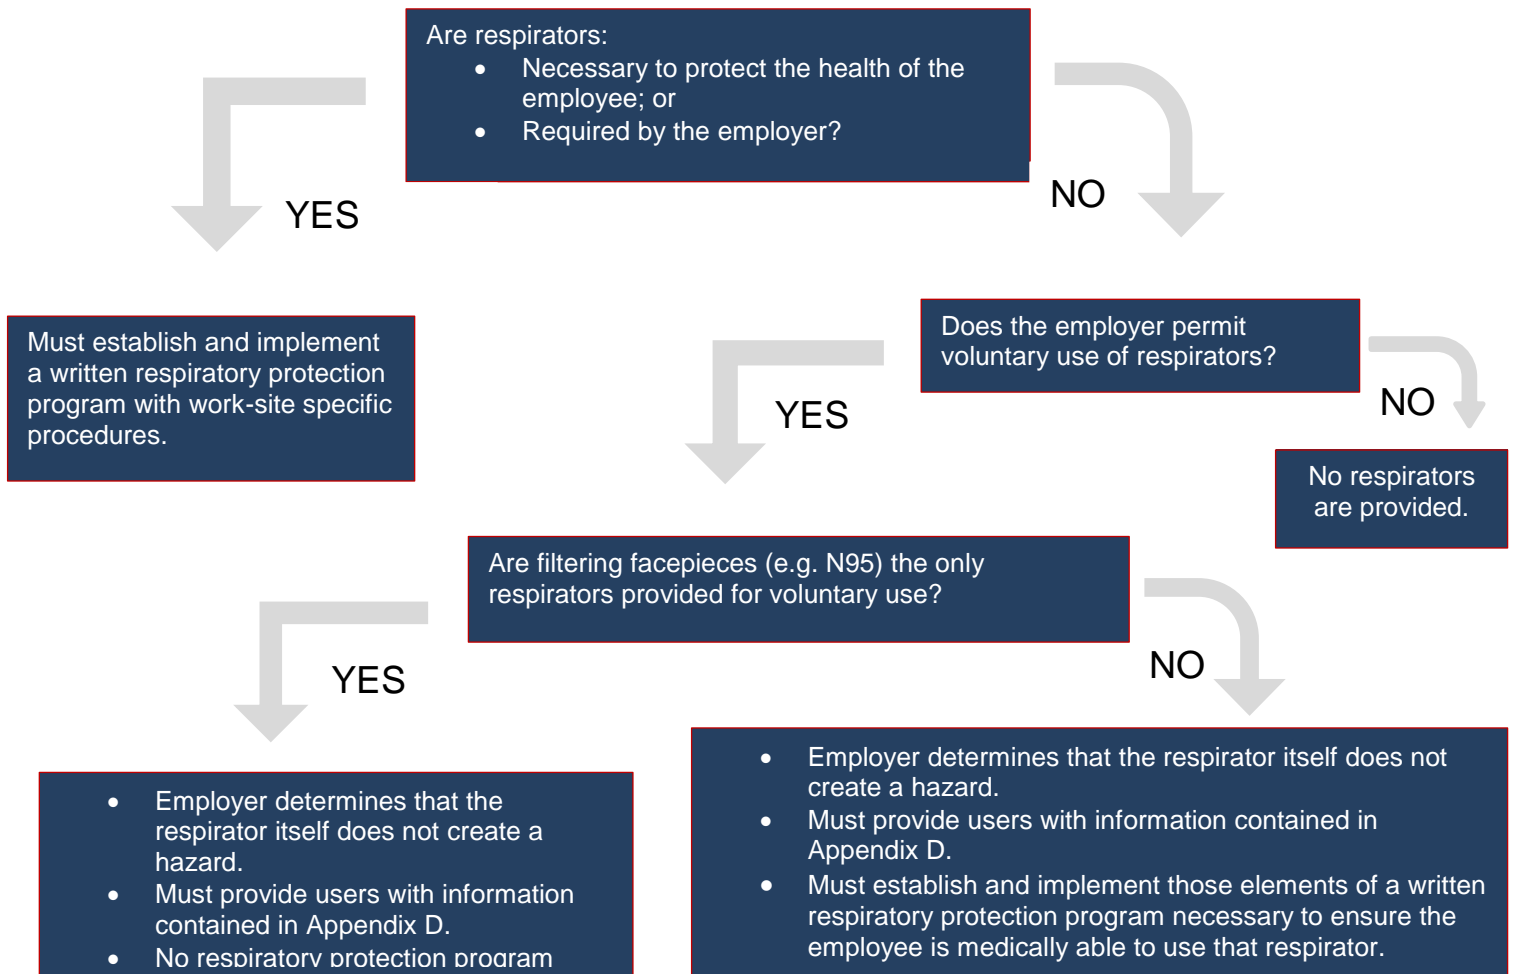 Are respirators:
• Necessary to protect the health of the
employee; or
• Required by the employer?
YES
NO
Must establish and implement
a written respiratory protection
program with work-site specific
procedures.
Does the employer permit
voluntary use of respirators?
YES
NO
No respirators
are provided.
Are filtering facepieces (e.g. N95) the only
respirators provided for voluntary use?
YES
NO
• Employer determines that the
respirator itself does not create a
hazard.
• Must provide users with information
contained in Appendix D.
• No respiratory protection program
• Employer determines that the respirator itself does not
create a hazard.
• Must provide users with information contained in
Appendix D.
• Must establish and implement those elements of a written
respiratory protection program necessary to ensure the
employee is medically able to use that respirator.